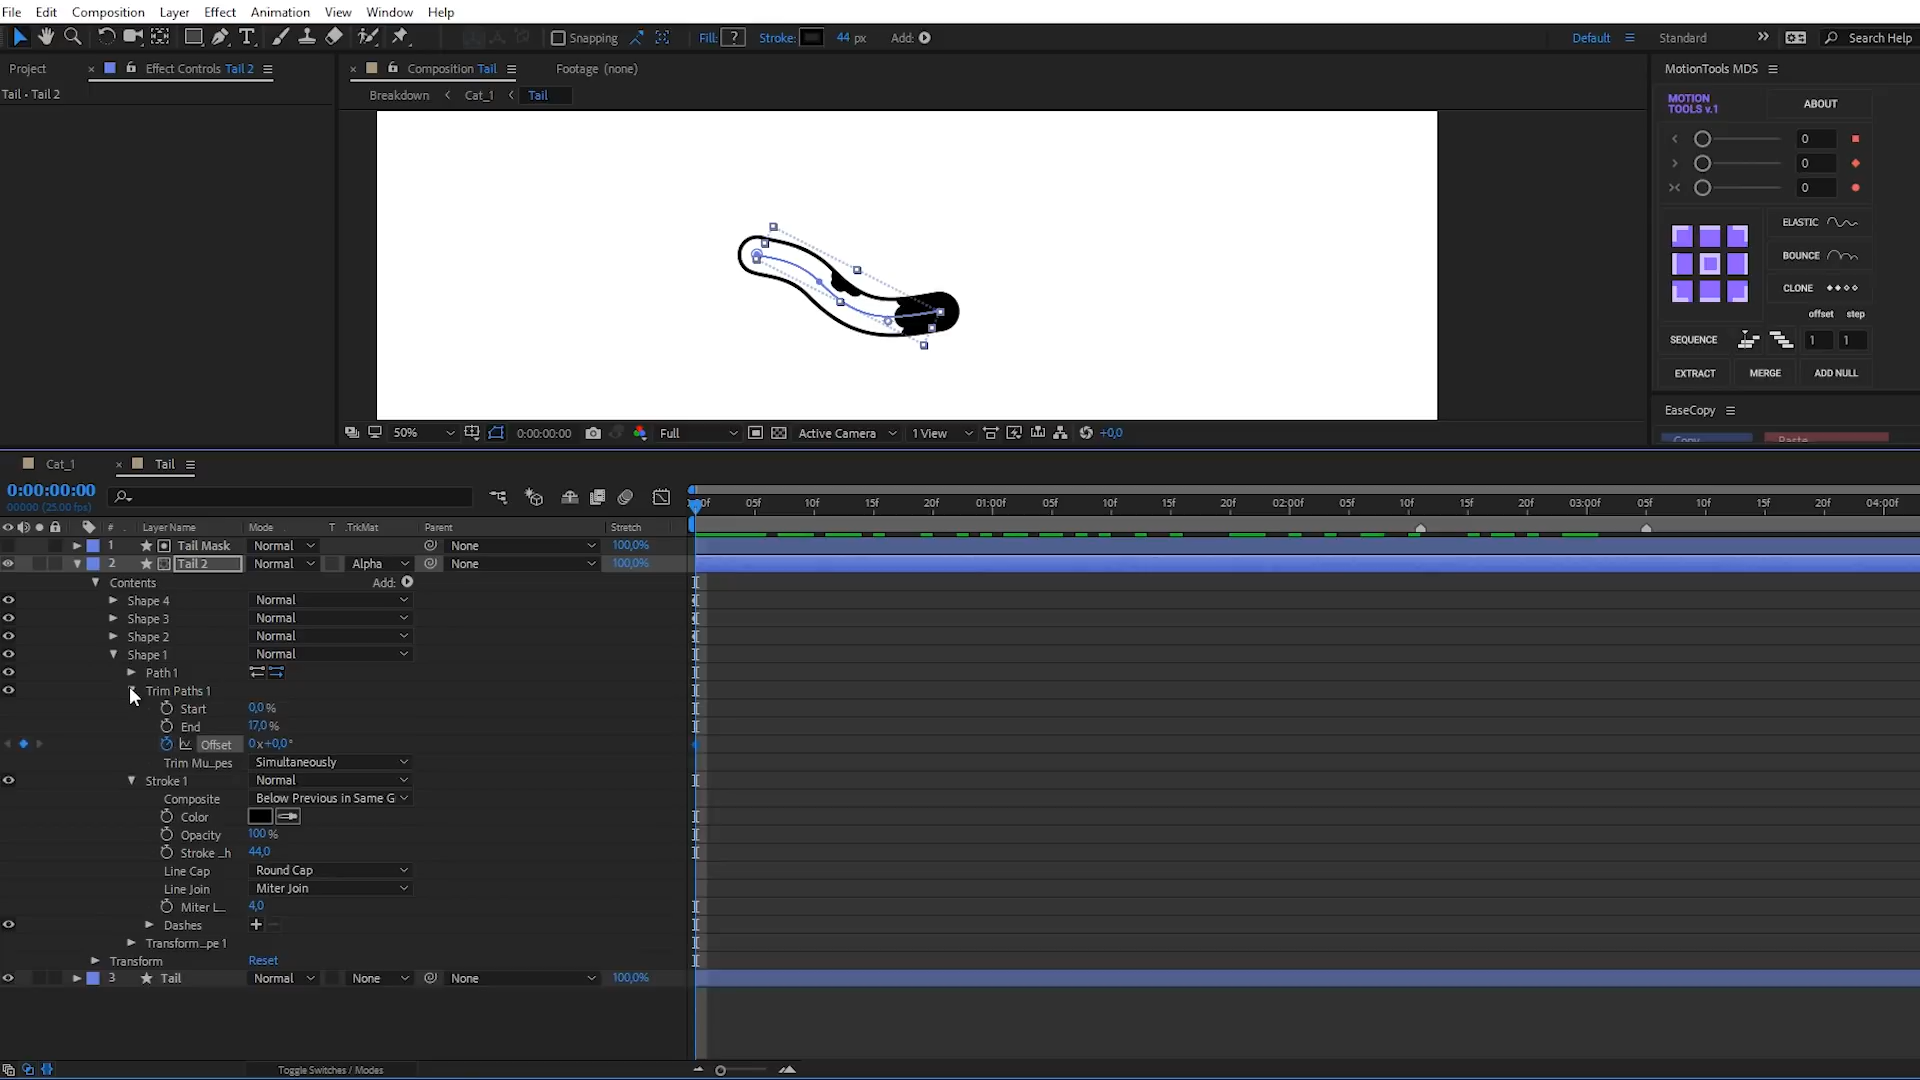 File Edit Composition Layer Effect Animation View Window Help
Snapping Fill: ? Stroke: 44 px Add: Default Standard Search Help
Project Effect Controls Tail 2 Composition Tail Footage (none) MotionTools MDS
Tail • Tail 2 Breakdown Cat_1 Tail
MOTION TOOLS v.1 ABOUT
0
0
0
ELASTIC
BOUNCE
CLONE
offset step
SEQUENCE 1 1
EXTRACT MERGE ADD NULL
EaseCopy
Copy Paste
50% 0:00:00:00 Full Active Camera 1 View +0,0
Cat_1 Tail
0:00:00:00
00000 (25.00 fps)
05f 10f 15f 20f 01:00f 05f 10f 15f 20f 02:00f 05f 10f 15f 20f 03:00f 05f 10f 15f 20f 04:00f
# Layer Name Mode T .TrkMat Parent Stretch
1 Tail Mask Normal None 100,0%
2 Tail 2 Normal Alpha None 100,0%
Contents Add:
Shape 4 Normal
Shape 3 Normal
Shape 2 Normal
Shape 1 Normal
Path 1
Trim Paths 1
Start 0,0 %
End 17,0 %
Offset 0 x +0,0 °
Trim Mu_pes Simultaneously
Stroke 1 Normal
Composite Below Previous in Same G
Color
Opacity 100 %
Stroke _h 44,0
Line Cap Round Cap
Line Join Miter Join
Miter L... 4,0
Dashes + −
Transform_pe 1
Transform Reset
3 Tail Normal None None 100,0%
Toggle Switches / Modes